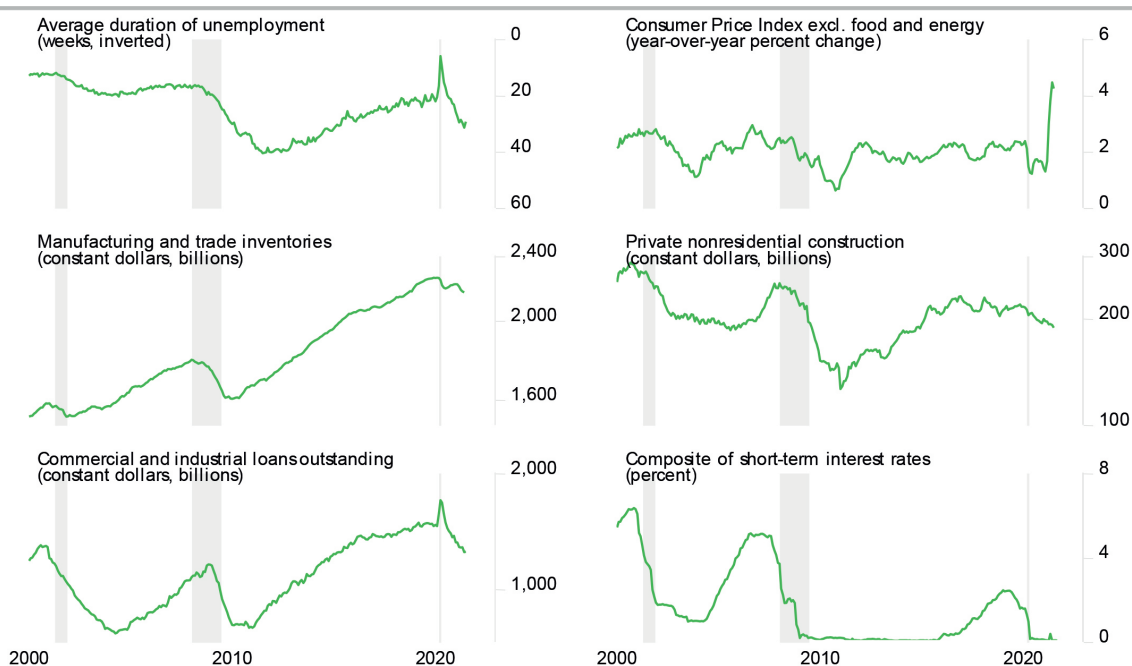 Average duration of unemployment
(weeks, inverted)
0
20
40
60
Consumer Price Index excl. food and energy
(year-over-year percent change)
6
4
2
0
Manufacturing and trade inventories
(constant dollars, billions)
2,400
2,000
1,600
Private nonresidential construction
(constant dollars, billions)
300
200
100
Commercial and industrial loans outstanding
(constant dollars, billions)
2,000
1,000
2000 2010 2020
Composite of short-term interest rates
(percent)
8
4
0
2000 2010 2020